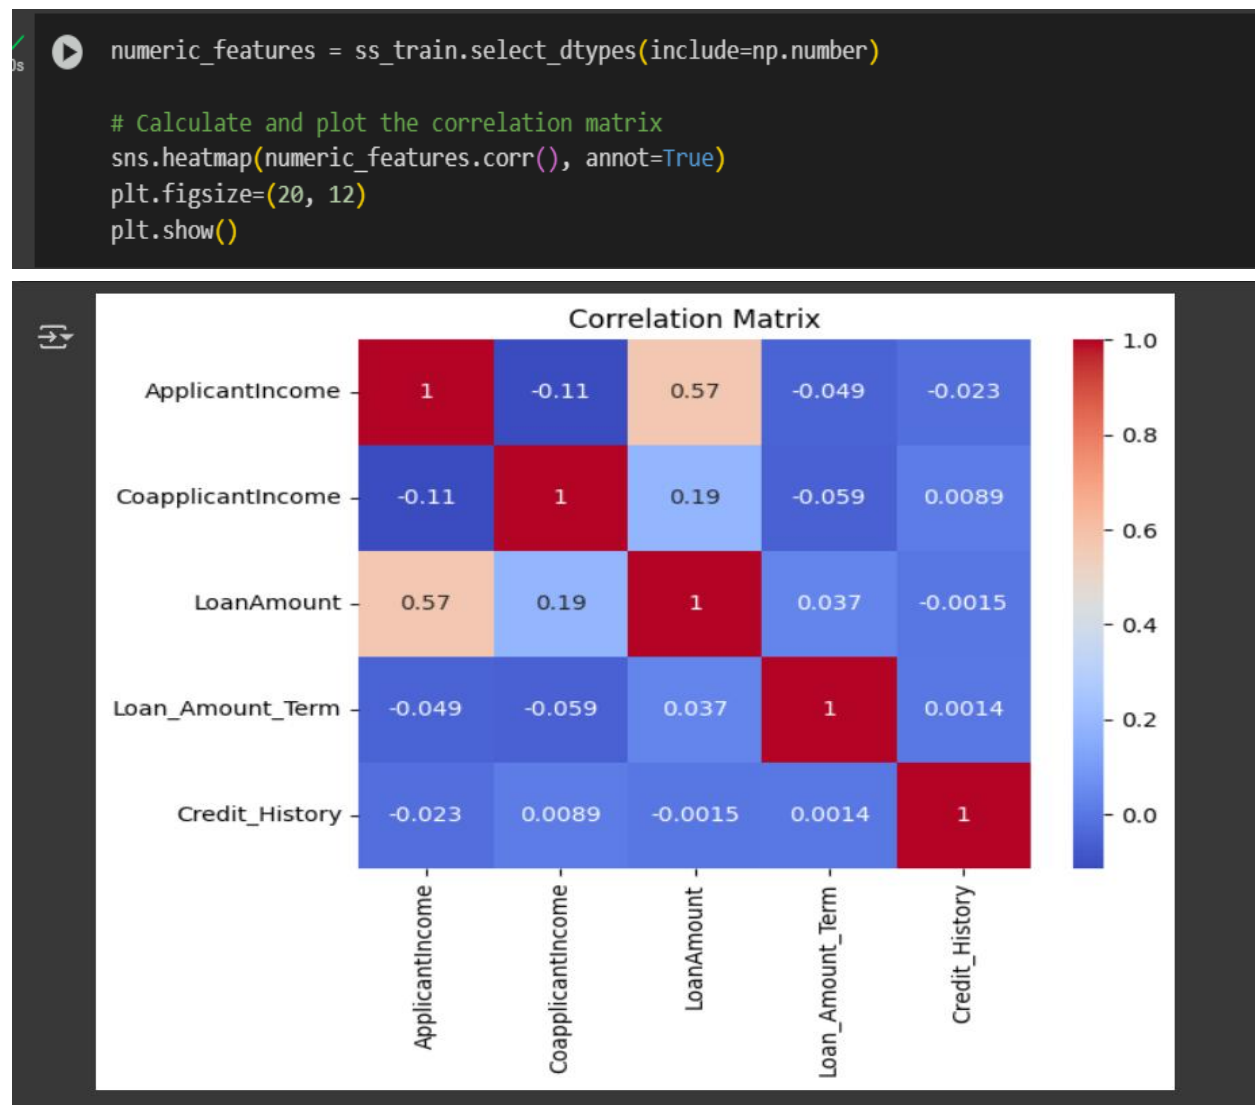 numeric_features = ss_train.select_dtypes(include=np.number)
# Calculate and plot the correlation matrix
sns.heatmap(numeric_features.corr(), annot=True)
plt.figsize=(20, 12)
plt.show()
Correlation Matrix
ApplicantIncome 1 -0.11 0.57 -0.049 -0.023
CoapplicantIncome -0.11 1 0.19 -0.059 0.0089
LoanAmount 0.57 0.19 1 0.037 -0.0015
Loan_Amount_Term -0.049 -0.059 0.037 1 0.0014
Credit_History -0.023 0.0089 -0.0015 0.0014 1
ApplicantIncome
CoapplicantIncome
LoanAmount
Loan_Amount_Term
Credit_History
1.0
0.8
0.6
0.4
0.2
0.0